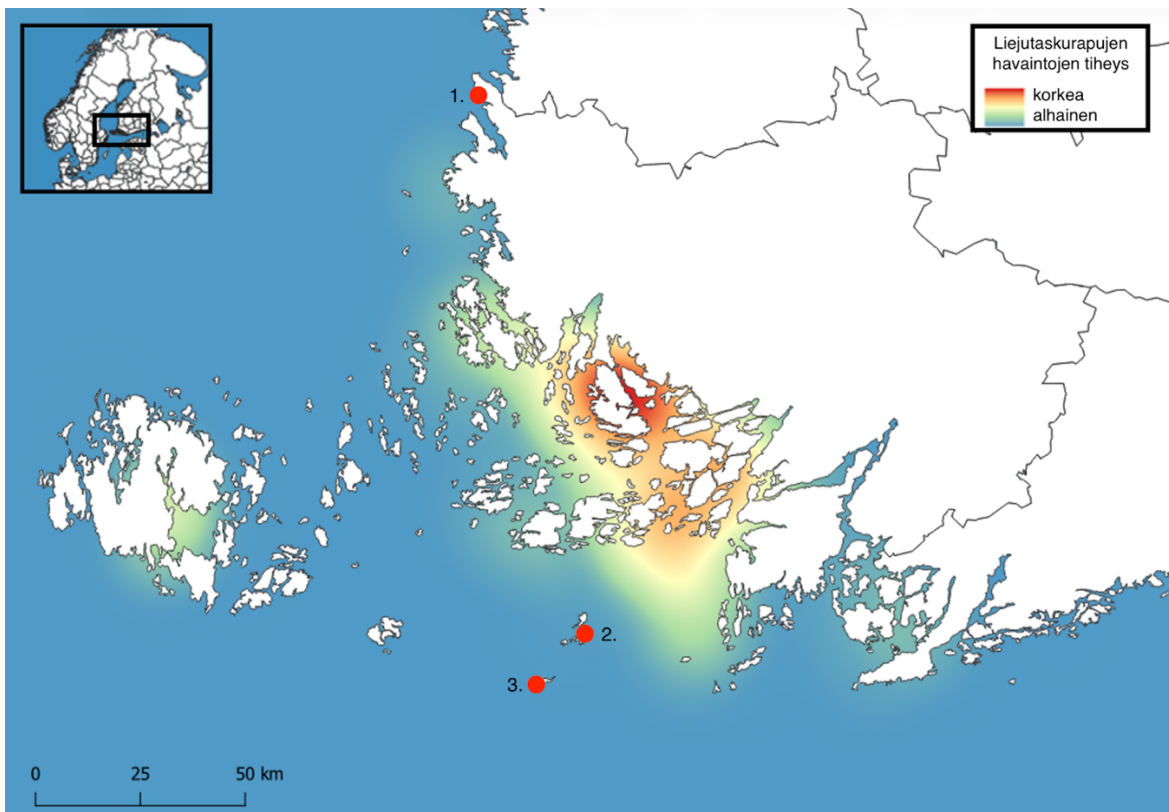 Liejutaskurapujen
havaintojen tiheys
korkea
alhainen
1.
2.
3.
0 25 50 km